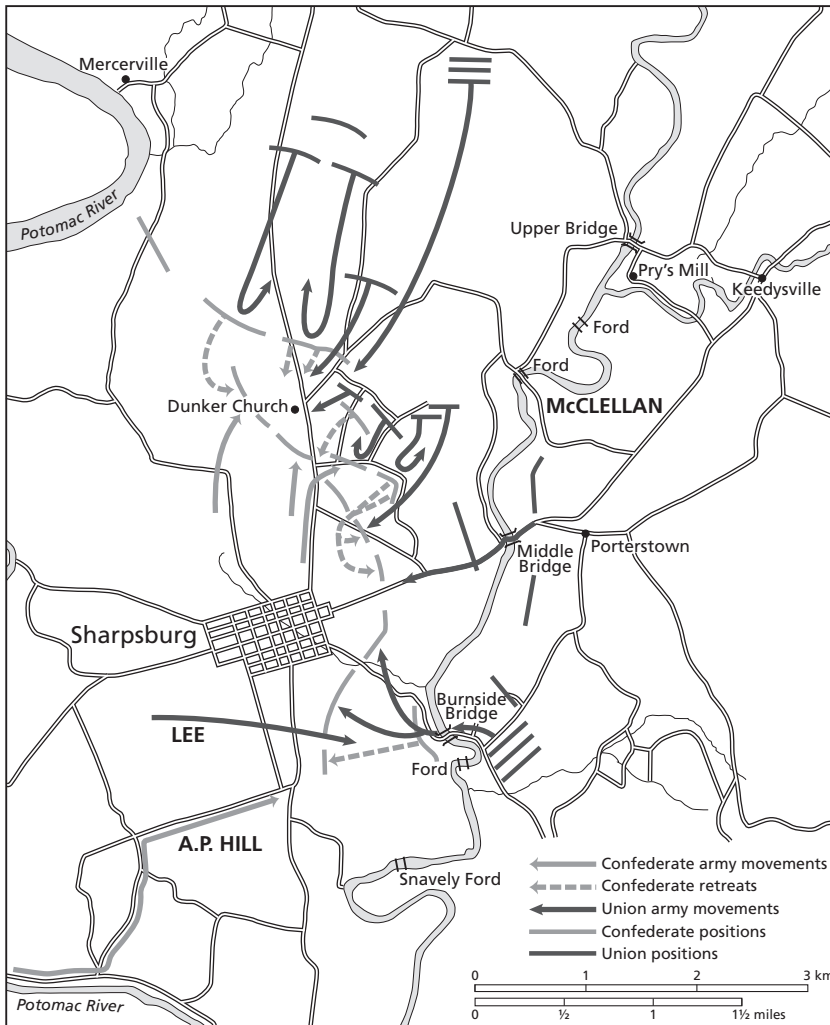 Mercerville
Potomac River
Upper Bridge
Pry's Mill
Keedysville
Ford
Ford
McCLELLAN
Dunker Church
Middle
Bridge
Porterstown
Sharpsburg
Burnside
Bridge
LEE
Ford
A.P. HILL
Snavely Ford
Confederate army movements
Confederate retreats
Union army movements
Confederate positions
Union positions
0 1 2 3 km
0 ½ 1 1½ miles
Potomac River